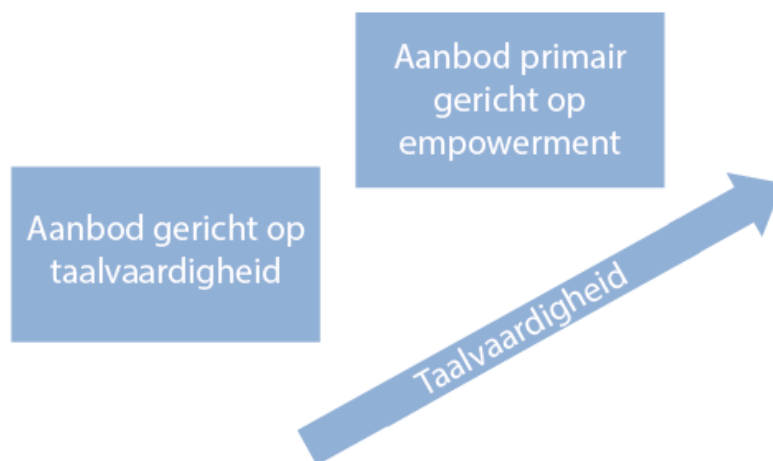 Aanbod primair
gericht op
empowerment
Aanbod gericht op
taalvaardigheid
Taalvaardigheid